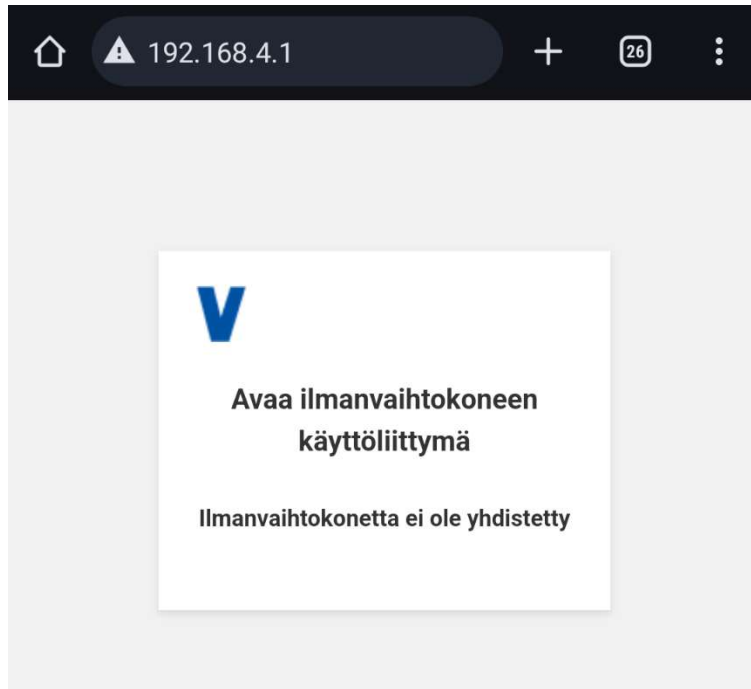 192.168.4.1
26
V
Avaa ilmanvaihtokoneen
käyttöliittymä
Ilmanvaihtokonetta ei ole yhdistetty